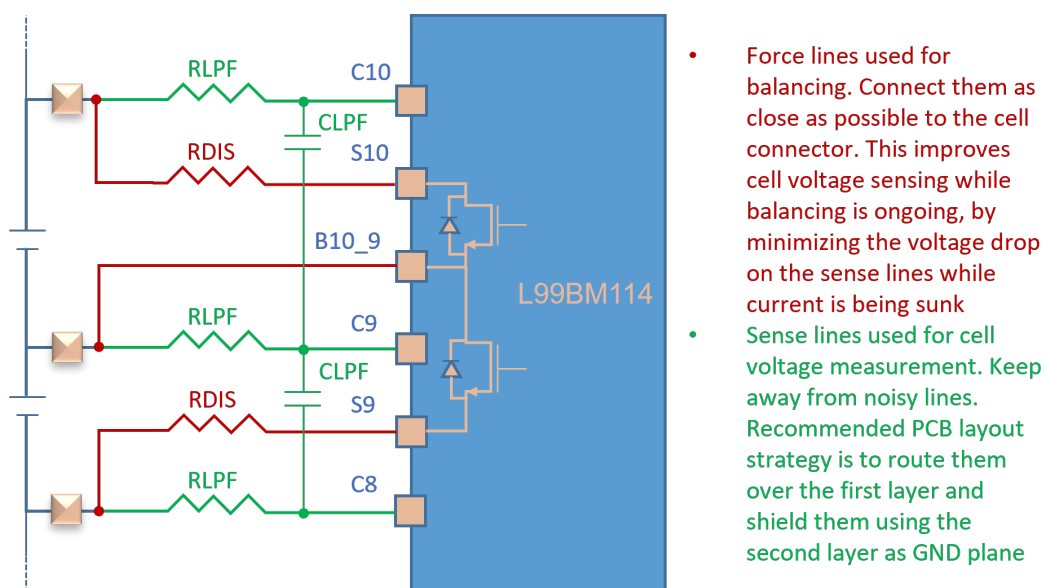 RLPF
C10
CLPF
RDIS
S10
B10_9
L99BM114
RLPF
C9
CLPF
RDIS
S9
RLPF
C8
• Force lines used for
balancing. Connect them as
close as possible to the cell
connector. This improves
cell voltage sensing while
balancing is ongoing, by
minimizing the voltage drop
on the sense lines while
current is being sunk
• Sense lines used for cell
voltage measurement. Keep
away from noisy lines.
Recommended PCB layout
strategy is to route them
over the first layer and
shield them using the
second layer as GND plane